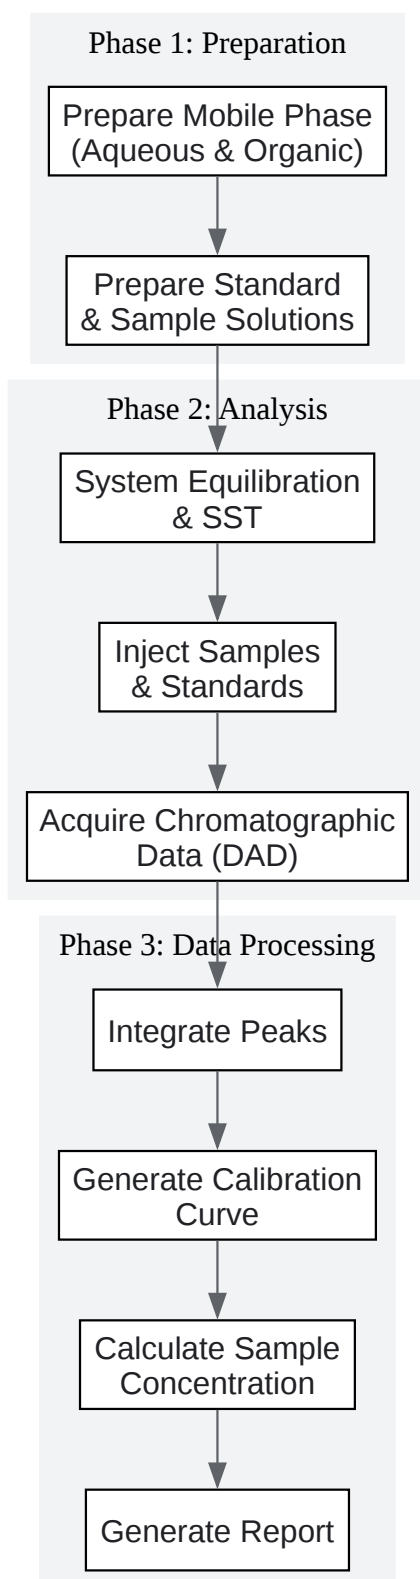 Phase 1: Preparation
Prepare Mobile Phase
(Aqueous & Organic)
Prepare Standard
& Sample Solutions
Phase 2: Analysis
System Equilibration
& SST
Inject Samples
& Standards
Acquire Chromatographic
Data (DAD)
Phase 3: Data Processing
Integrate Peaks
Generate Calibration
Curve
Calculate Sample
Concentration
Generate Report